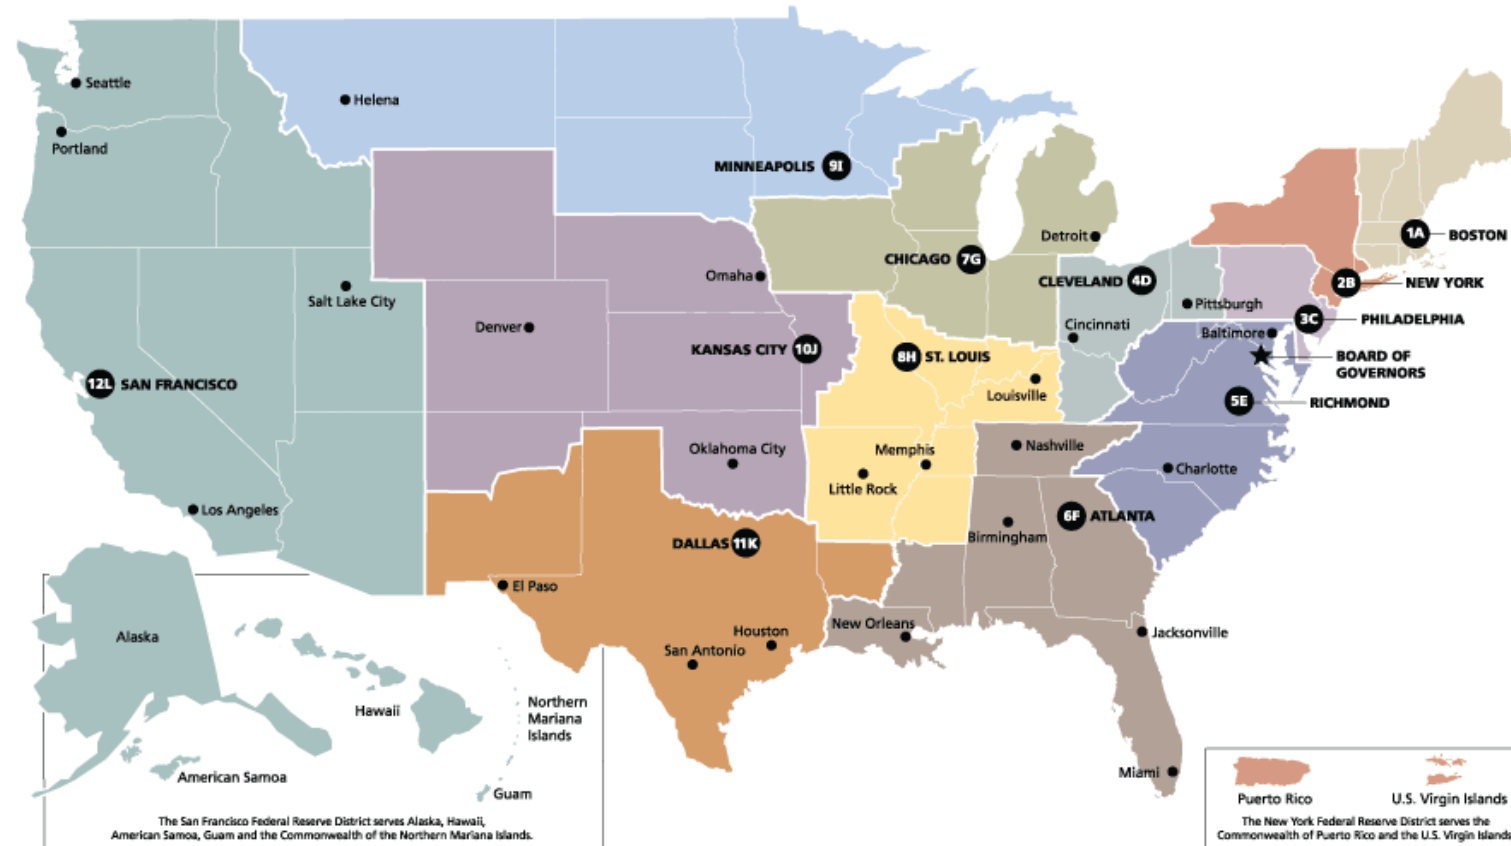 Seattle
Helena
Portland
MINNEAPOLIS 9I
1A BOSTON
Detroit
CHICAGO 7G
Omaha
CLEVELAND 4D
2B NEW YORK
Salt Lake City
Pittsburgh
3C PHILADELPHIA
Denver
Cincinnati
Baltimore
KANSAS CITY 10J
8H ST. LOUIS
BOARD OF
GOVERNORS
12L SAN FRANCISCO
Louisville
5E RICHMOND
Oklahoma City
Memphis
Nashville
Charlotte
Little Rock
Los Angeles
6F ATLANTA
Birmingham
DALLAS 11K
El Paso
Alaska
New Orleans
Houston
Jacksonville
San Antonio
Hawaii
Northern
Mariana
Islands
American Samoa
Guam
Miami
Puerto Rico
U.S. Virgin Islands
The San Francisco Federal Reserve District serves Alaska, Hawaii,
American Samoa, Guam and the Commonwealth of the Northern Mariana Islands.
The New York Federal Reserve District serves the
Commonwealth of Puerto Rico and the U.S. Virgin Islands